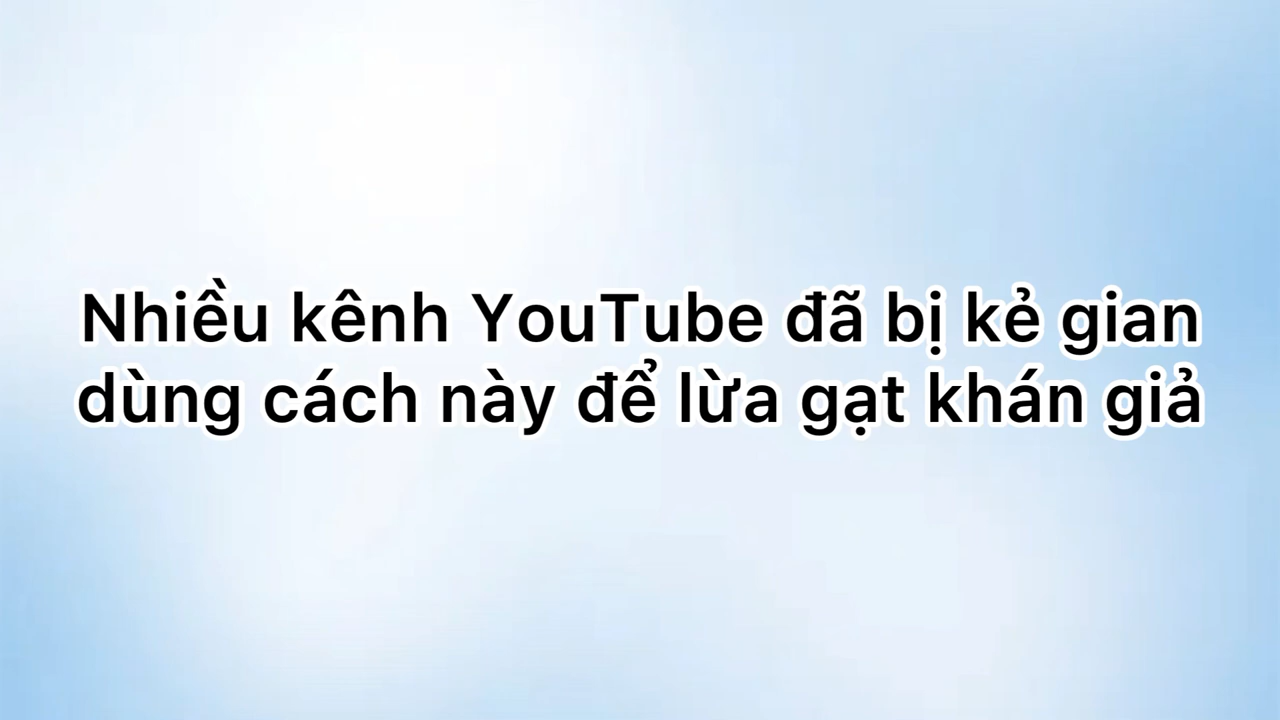 Nhiều kênh YouTube đã bị kẻ gian
dùng cách này để lừa gạt khán giả